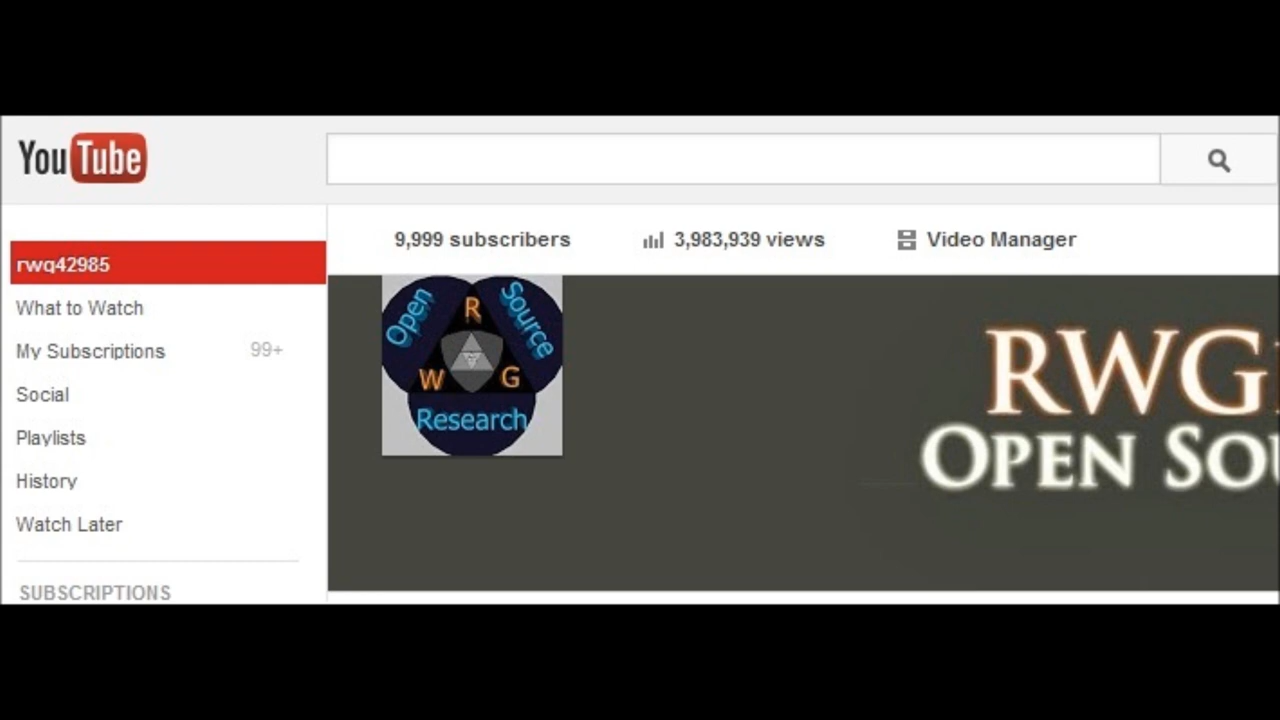 YouTube
9,999 subscribers
3,983,939 views
Video Manager
rwg42985
What to Watch
My Subscriptions 99+
Social
Playlists
History
Watch Later
SUBSCRIPTIONS
Open Source
R
W G
Research
RWG
OPEN SOU